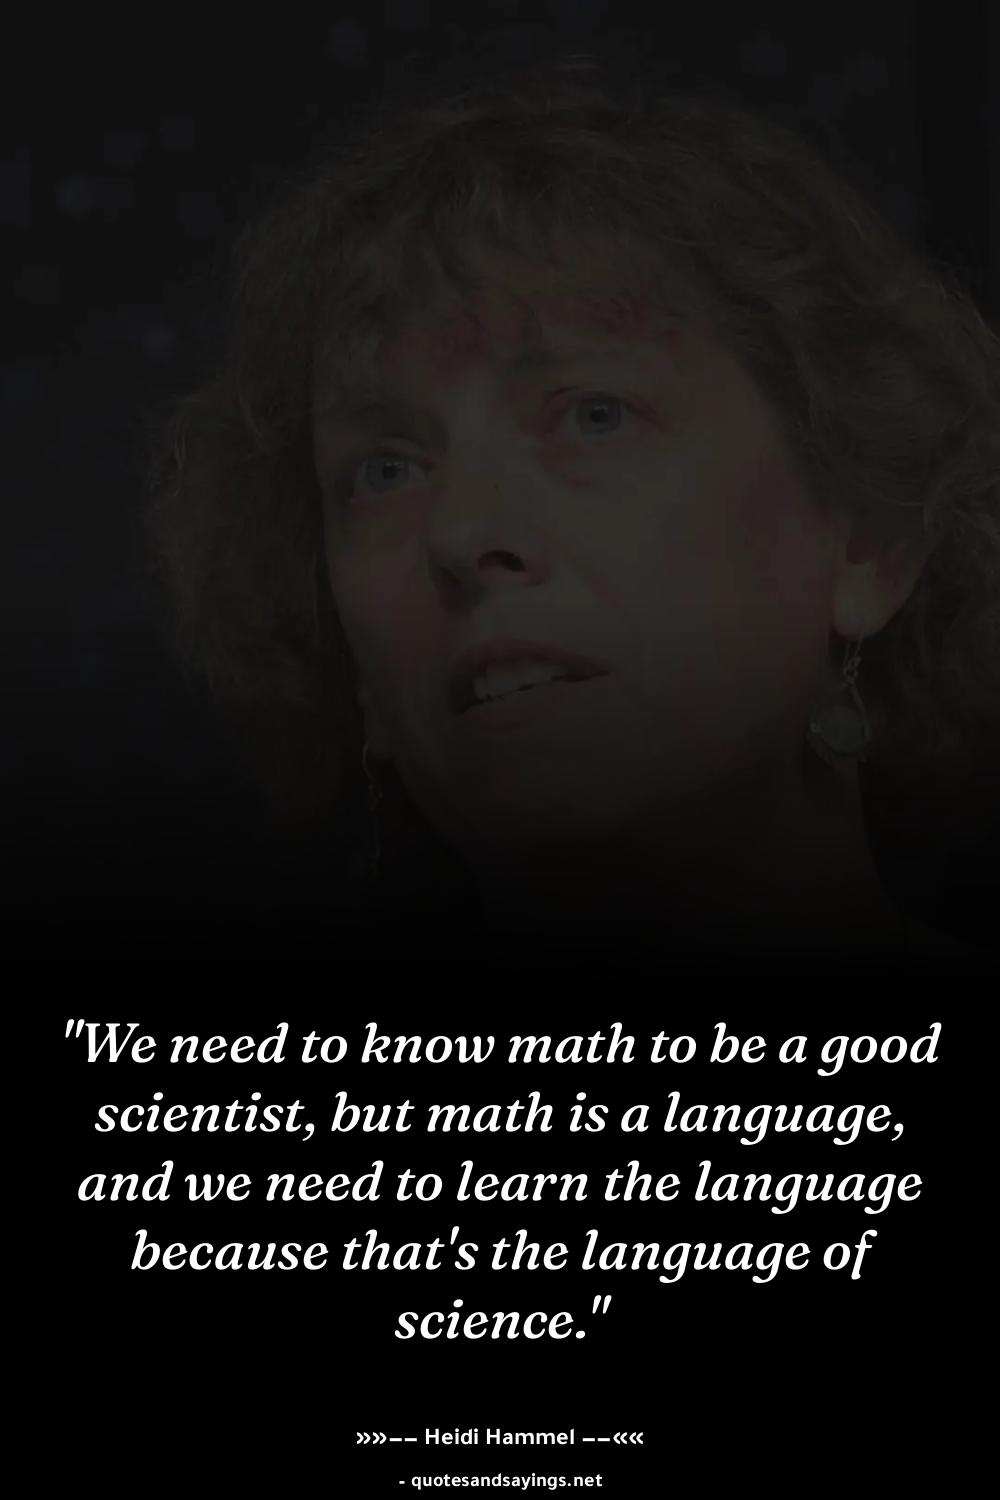 "We need to know math to be a good
scientist, but math is a language,
and we need to learn the language
because that's the language of
science."
»»–– Heidi Hammel ––««
- quotesandsayings.net